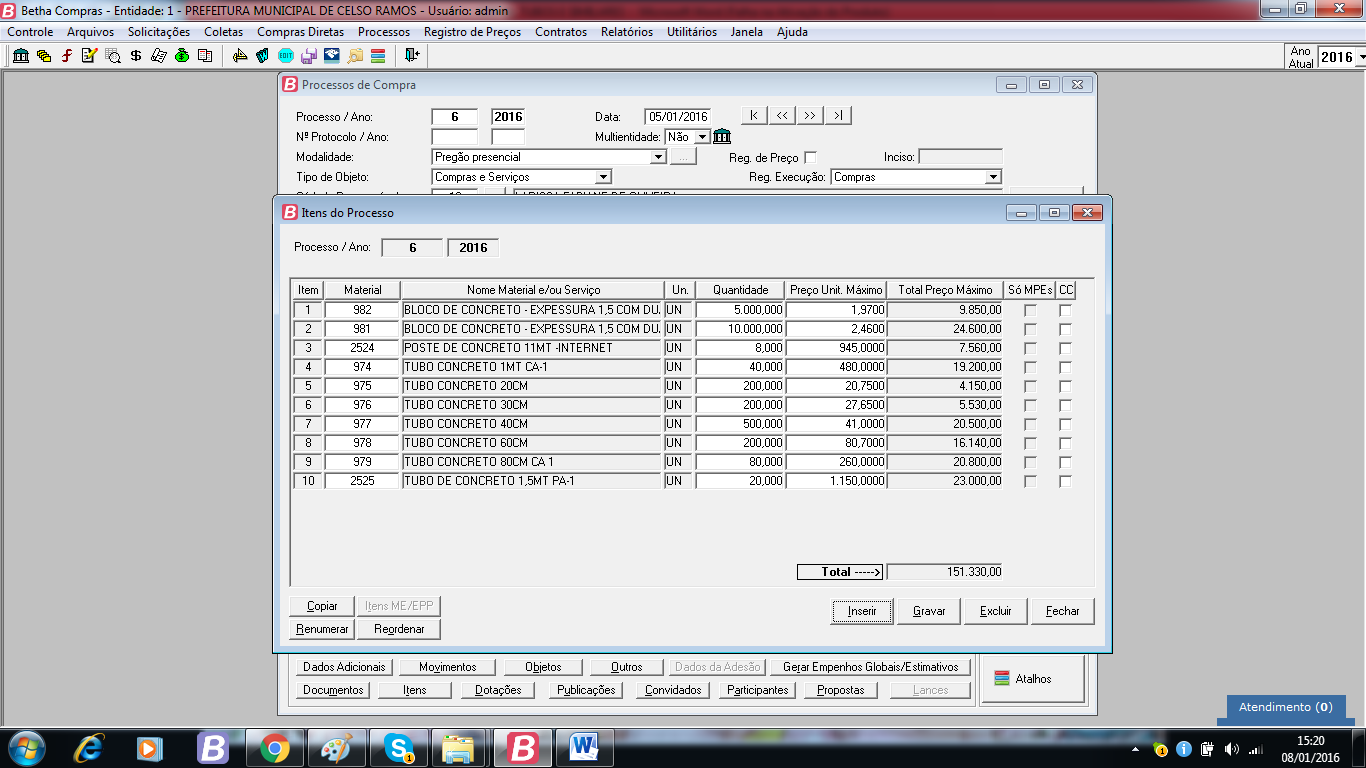 Betha Compras - Entidade: 1 - PREFEITURA MUNICIPAL DE CELSO RAMOS - Usuário: admin
Controle Arquivos Solicitações Coletas Compras Diretas Processos Registro de Preços Contratos Relatórios Utilitários Janela Ajuda
Ano Atual 2016
Processos de Compra
Processo / Ano: 6 2016 Data: 05/01/2016 |< << >> >|
Nº Protocolo / Ano: Multientidade: Não
Modalidade: Pregão presencial ... Reg. de Preço Inciso:
Tipo de Objeto: Compras e Serviços Reg. Execução: Compras
Itens do Processo
Processo / Ano: 6 2016
Item Material Nome Material e/ou Serviço Un. Quantidade Preço Unit. Máximo Total Preço Máximo Só MPEs CC
1 982 BLOCO DE CONCRETO - EXPESSURA 1,5 COM DU UN 5.000,000 1,9700 9.850,00
2 981 BLOCO DE CONCRETO - EXPESSURA 1,5 COM DU UN 10.000,000 2,4600 24.600,00
3 2524 POSTE DE CONCRETO 11MT -INTERNET UN 8,000 945,0000 7.560,00
4 974 TUBO CONCRETO 1MT CA-1 UN 40,000 480,0000 19.200,00
5 975 TUBO CONCRETO 20CM UN 200,000 20,7500 4.150,00
6 976 TUBO CONCRETO 30CM UN 200,000 27,6500 5.530,00
7 977 TUBO CONCRETO 40CM UN 500,000 41,0000 20.500,00
8 978 TUBO CONCRETO 60CM UN 200,000 80,7000 16.140,00
9 979 TUBO CONCRETO 80CM CA 1 UN 80,000 260,0000 20.800,00
10 2525 TUBO DE CONCRETO 1,5MT PA-1 UN 20,000 1.150,0000 23.000,00
Total -----> 151.330,00
Copiar Itens ME/EPP Inserir Gravar Excluir Fechar
Renumerar Reordenar
Dados Adicionais Movimentos Objetos Outros Dados da Adesão Gerar Empenhos Globais/Estimativos
Documentos Itens Dotações Publicações Convidados Participantes Propostas Lances
Atalhos
Atendimento (0)
15:20
08/01/2016